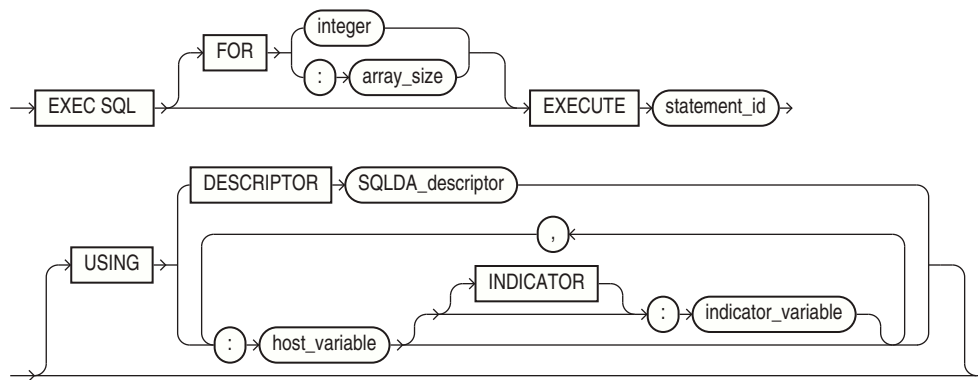 integer
FOR
: array_size
EXEC SQL EXECUTE statement_id
DESCRIPTOR SQLDA_descriptor
,
USING
INDICATOR
: indicator_variable
: host_variable